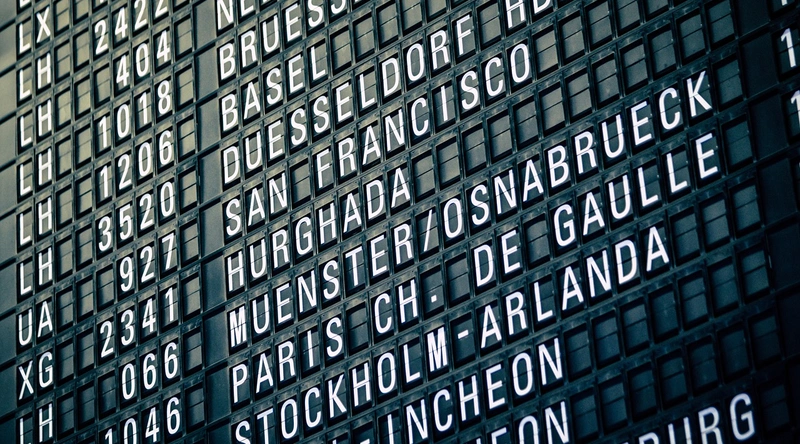 LX
LH 2422
LH 404
LH 1018 BRUESSEL
LH 1206 BASEL
LH 3520 DUESSELDORF
UA 927 SAN FRANCISCO
XG 2341 HURGHADA
LH 066 MUENSTER/OSNABRUECK
1046 PARIS CH. DE GAULLE
STOCKHOLM-ARLANDA